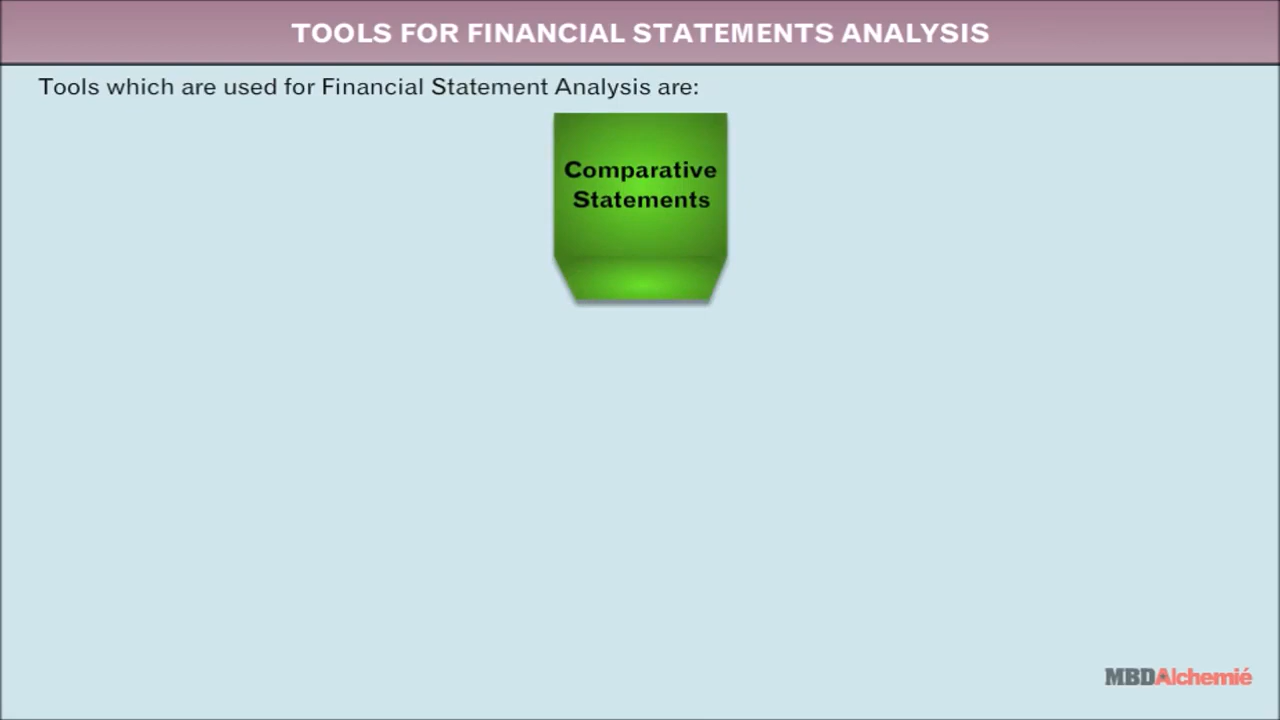 TOOLS FOR FINANCIAL STATEMENTS ANALYSIS
Tools which are used for Financial Statement Analysis are:
Comparative
Statements
MBDAlchemié